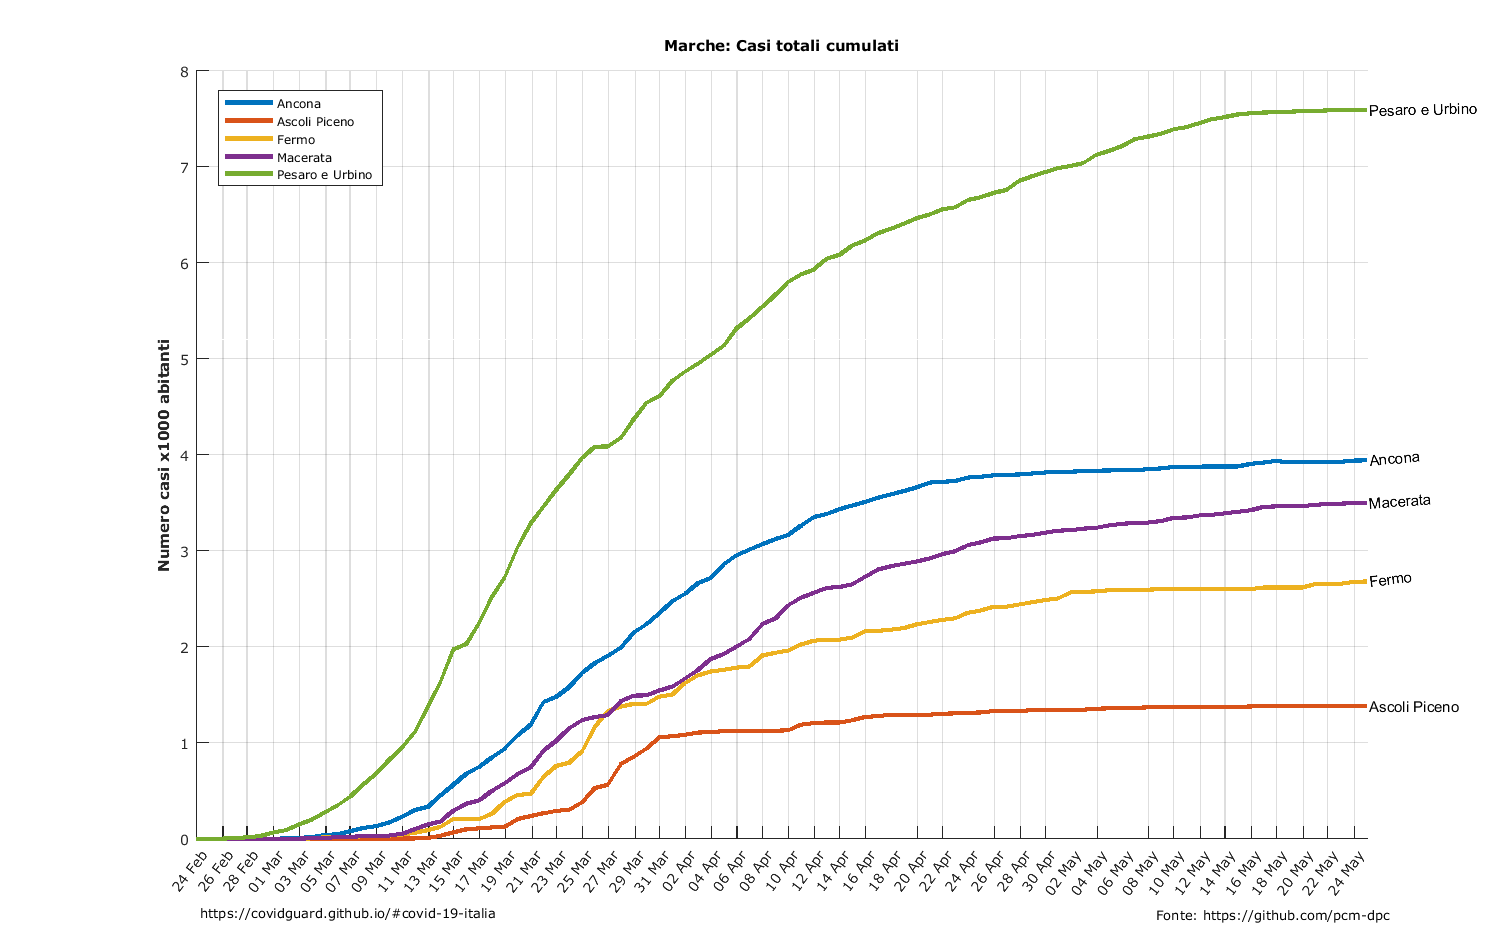 Marche: Casi totali cumulati
8
7
6
5
4
3
2
1
0
Numero casi x1000 abitanti
Ancona
Ascoli Piceno
Fermo
Macerata
Pesaro e Urbino
Pesaro e Urbino
Ancona
Macerata
Fermo
Ascoli Piceno
24 Feb
26 Feb
28 Feb
01 Mar
03 Mar
05 Mar
07 Mar
09 Mar
11 Mar
13 Mar
15 Mar
17 Mar
19 Mar
21 Mar
23 Mar
25 Mar
27 Mar
29 Mar
31 Mar
02 Apr
04 Apr
06 Apr
08 Apr
10 Apr
12 Apr
14 Apr
16 Apr
18 Apr
20 Apr
22 Apr
24 Apr
26 Apr
28 Apr
30 Apr
02 May
04 May
06 May
08 May
10 May
12 May
14 May
16 May
18 May
20 May
22 May
24 May
https://covidguard.github.io/#covid-19-italia
Fonte: https://github.com/pcm-dpc